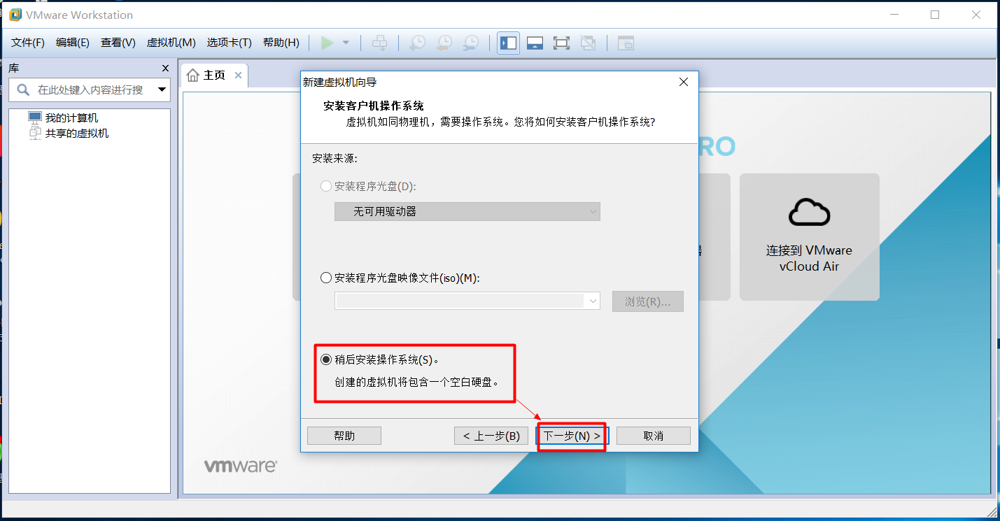 VMware Workstation
文件(F) 编辑(E) 查看(V) 虚拟机(M) 选项卡(T) 帮助(H)
库
主页
在此处键入内容进行搜
我的计算机
共享的虚拟机
新建虚拟机向导
安装客户机操作系统
虚拟机如同物理机，需要操作系统。您将如何安装客户机操作系统?
RO
安装来源:
安装程序光盘(D):
无可用驱动器
连接到 VMware
vCloud Air
安装程序光盘映像文件(iso)(M):
浏览(R)...
稍后安装操作系统(S)。
创建的虚拟机将包含一个空白硬盘。
帮助 < 上一步(B) 下一步(N) > 取消
vmware